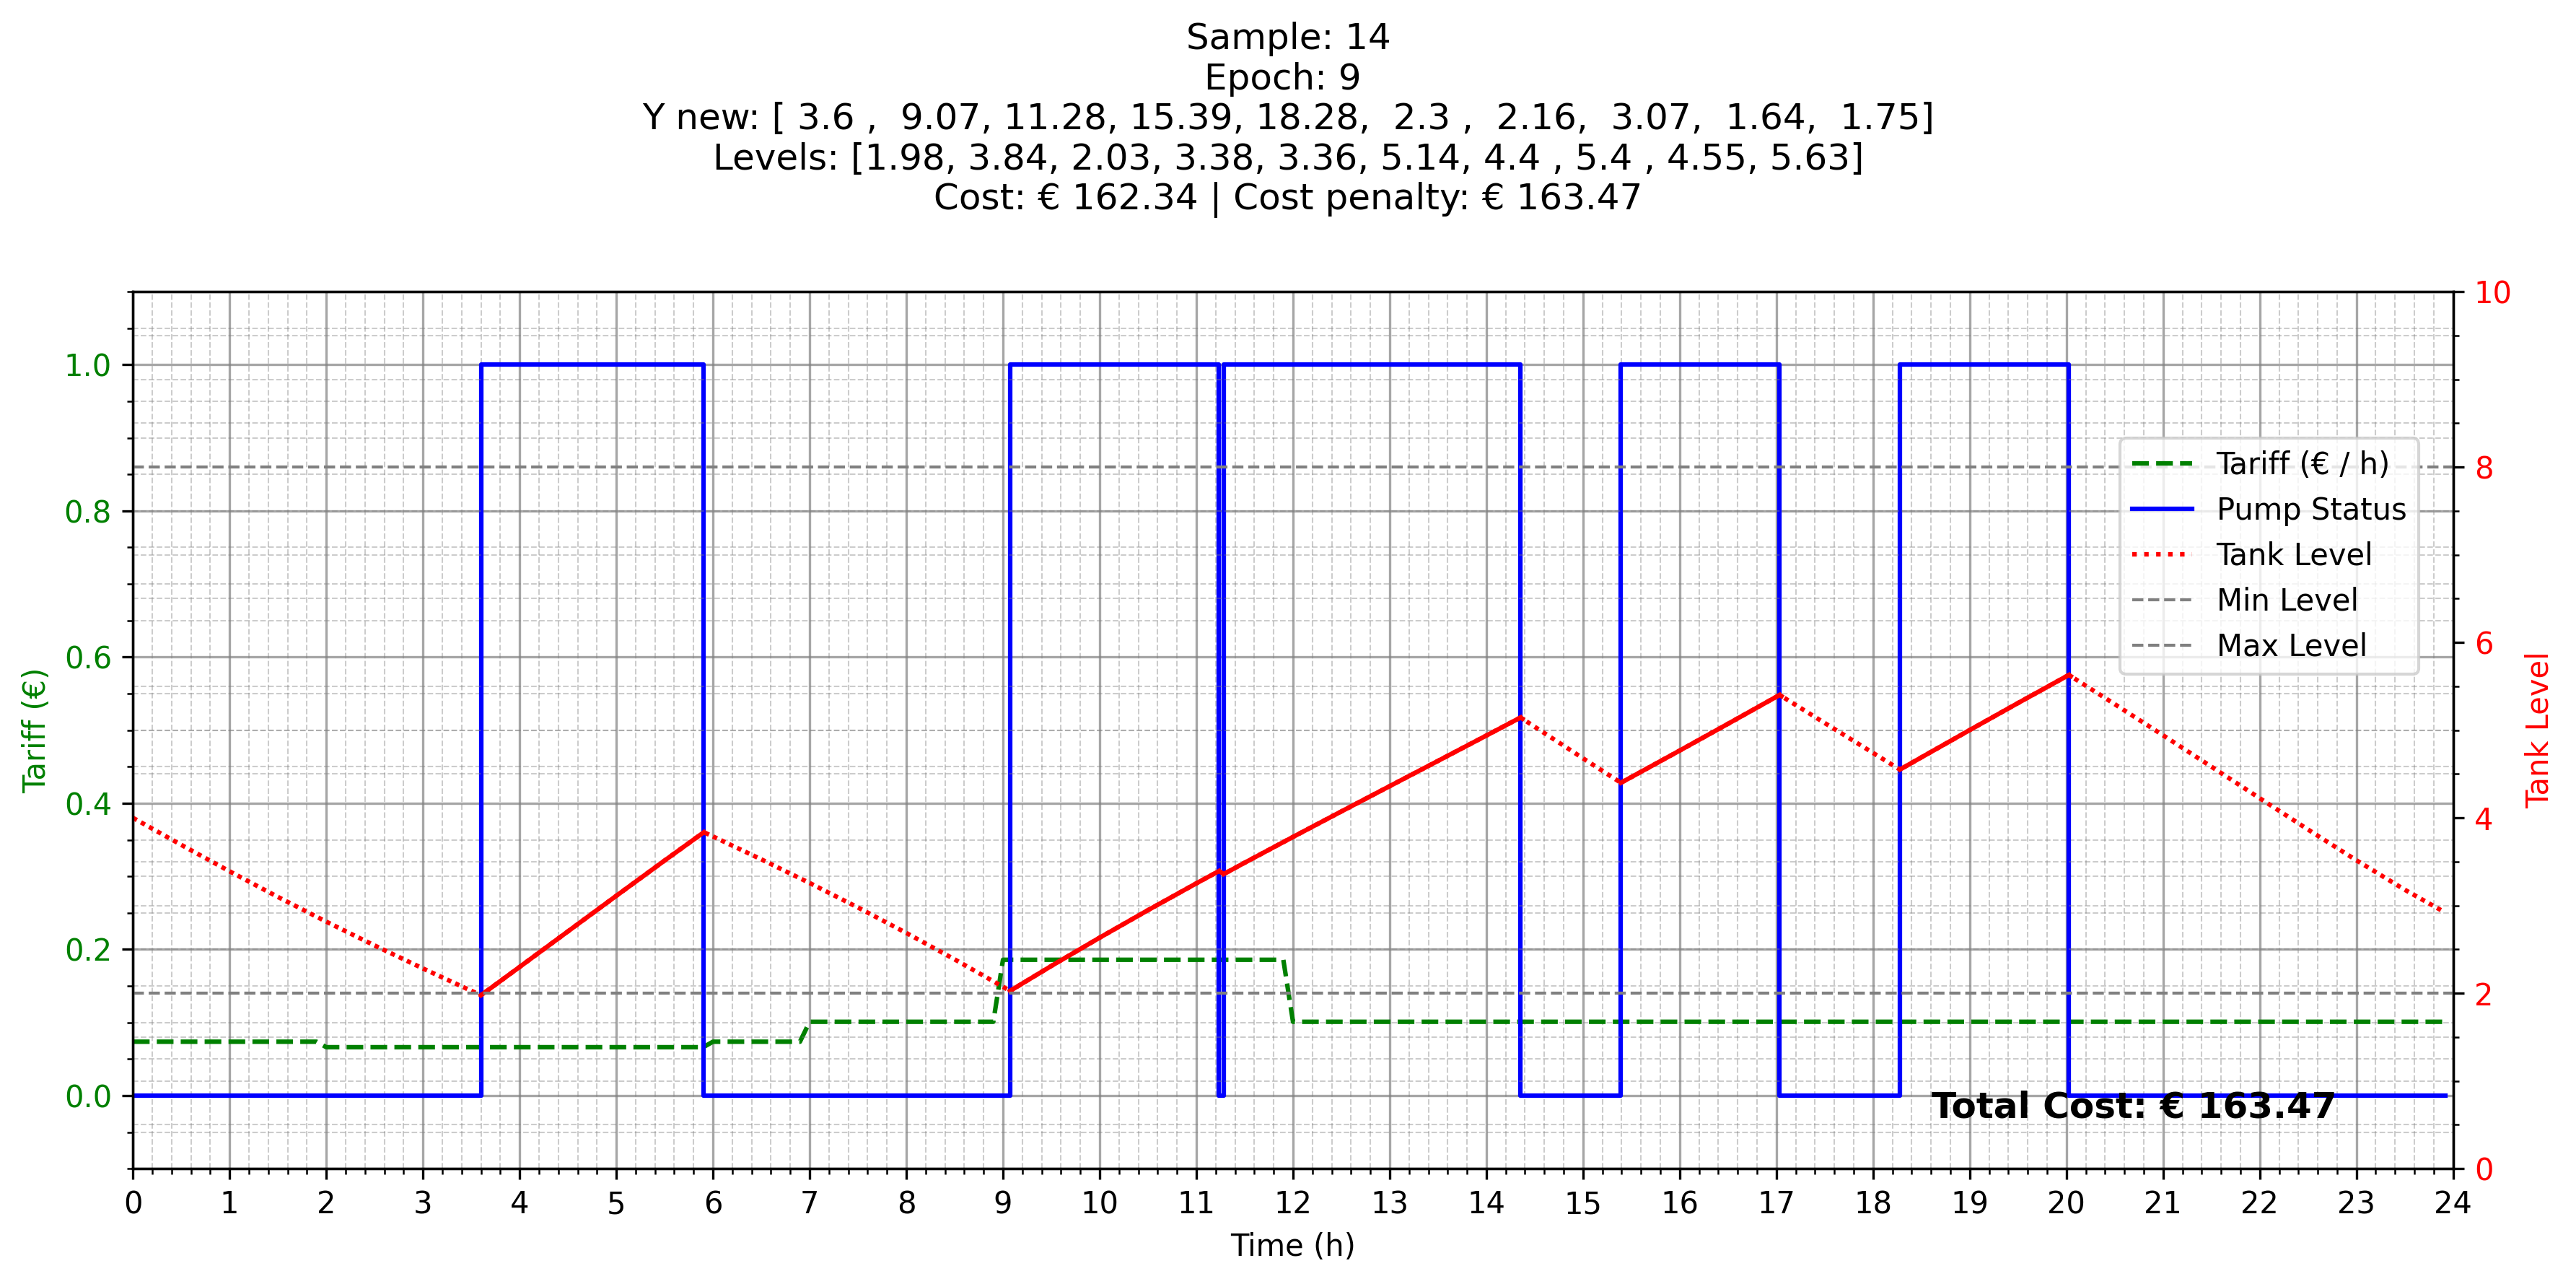 Sample: 14
Epoch: 9
Y new: [ 3.6 ,  9.07, 11.28, 15.39, 18.28,  2.3 ,  2.16,  3.07,  1.64,  1.75]
Levels: [1.98, 3.84, 2.03, 3.38, 3.36, 5.14, 4.4 , 5.4 , 4.55, 5.63]
Cost: € 162.34 | Cost penalty: € 163.47
10
1.0
8
Tariff (€ / h)
0.8
Pump Status
Tank Level
Min Level
6
0.6
Max Level
Tariff (€)
Tank Level
0.4
4
0.2
2
0.0
Total Cost: € 163.47
0
0 1 2 3 4 5 6 7 8 9 10 11 12 13 14 15 16 17 18 19 20 21 22 23 24
Time (h)